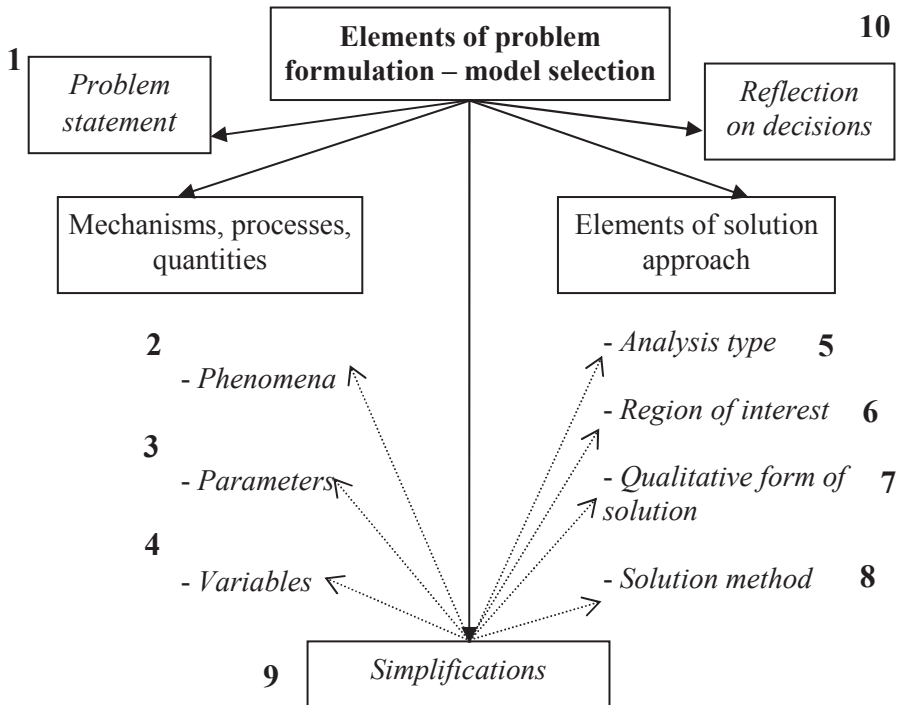 Elements of problem
formulation – model selection
10
1
Problem
statement
Reflection
on decisions
Mechanisms, processes,
quantities
Elements of solution
approach
2
- Phenomena
3
- Parameters
4
- Variables
- Analysis type 5
- Region of interest 6
- Qualitative form of 7
solution
- Solution method 8
9
Simplifications